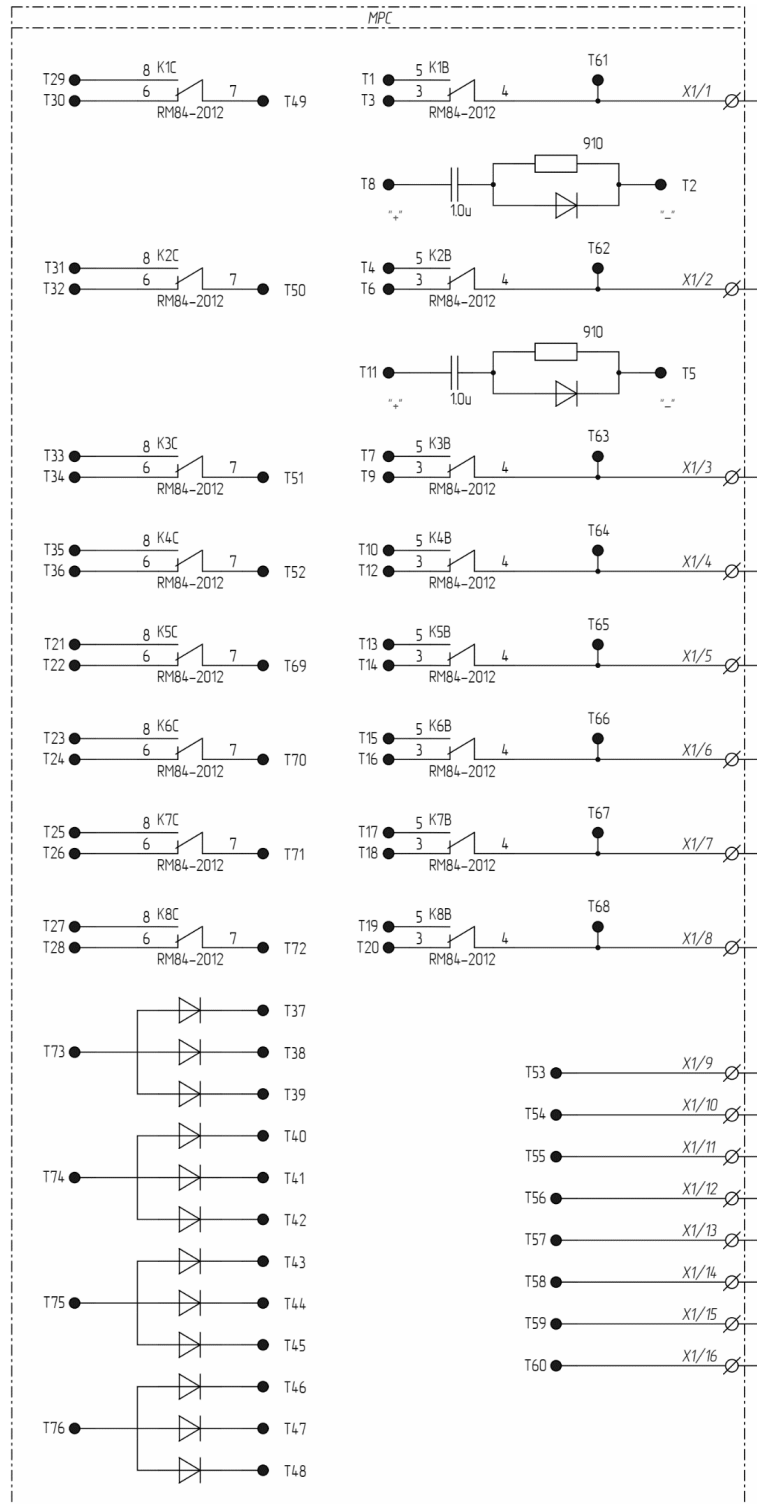 МРС
T29 8 K1C
T30 6 7 T49
RM84-2012
T1 5 K1B T61
T3 3 4 X1/1
RM84-2012
910
T8 T2
"+" 1.0u "-"
T31 8 K2C
T32 6 7 T50
RM84-2012
T4 5 K2B T62
T6 3 4 X1/2
RM84-2012
910
T11 T5
"+" 1.0u "-"
T33 8 K3C
T34 6 7 T51
RM84-2012
T7 5 K3B T63
T9 3 4 X1/3
RM84-2012
T35 8 K4C
T36 6 7 T52
RM84-2012
T10 5 K4B T64
T12 3 4 X1/4
RM84-2012
T21 8 K5C
T22 6 7 T69
RM84-2012
T13 5 K5B T65
T14 3 4 X1/5
RM84-2012
T23 8 K6C
T24 6 7 T70
RM84-2012
T15 5 K6B T66
T16 3 4 X1/6
RM84-2012
T25 8 K7C
T26 6 7 T71
RM84-2012
T17 5 K7B T67
T18 3 4 X1/7
RM84-2012
T27 8 K8C
T28 6 7 T72
RM84-2012
T19 5 K8B T68
T20 3 4 X1/8
RM84-2012
T37
T73 T38
T39
T40
T74 T41
T42
T43
T75 T44
T45
T46
T76 T47
T48
T53 X1/9
T54 X1/10
T55 X1/11
T56 X1/12
T57 X1/13
T58 X1/14
T59 X1/15
T60 X1/16